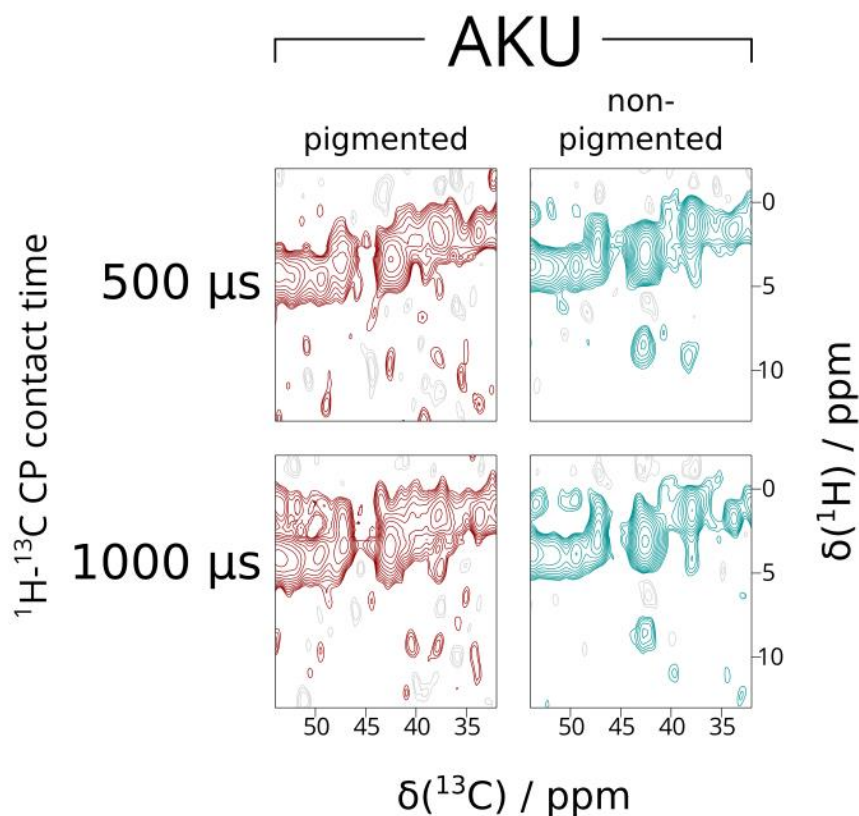 AKU
pigmented
non-
pigmented
¹H-¹³C CP contact time
500 μs
0
5
10
1000 μs
0
5
10
δ(¹H) / ppm
50 45 40 35
50 45 40 35
δ(¹³C) / ppm